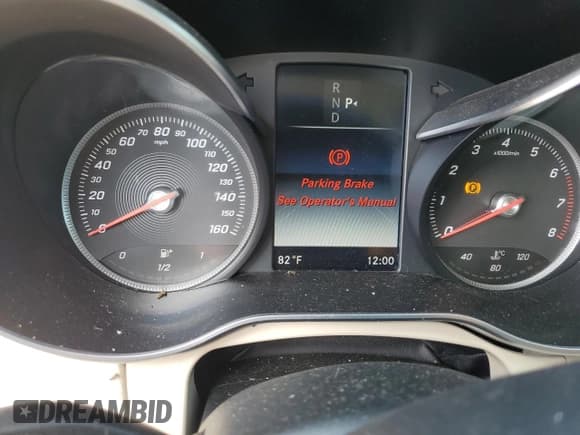 R
N P◂
D
P
Parking Brake
See Operator's Manual
82°F 12:00
0 20 40 60 80 100 120 140 160
70 90 130 150
mph
0 1/2 1
0 1 2 3 4 5 6 7 8
x1000/min
P
40 80 120
°C
DREAMBID